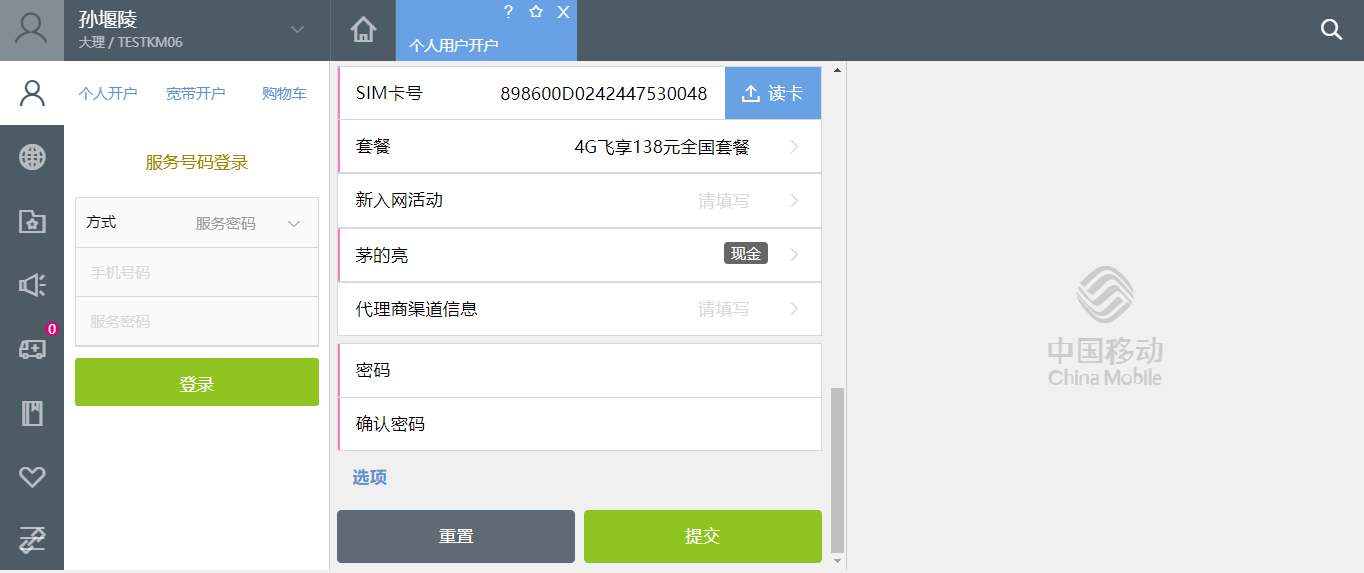 孙堰陵
大理 / TESTKM06
? X
个人用户开户
个人开户 宽带开户 购物车
服务号码登录
方式 服务密码
手机号码
服务密码
登录
0
SIM卡号 898600D0242447530048 读卡
套餐 4G飞享138元全国套餐
新入网活动 请填写
茅的亮 现金
代理商渠道信息 请填写
密码
确认密码
选项
重置 提交
中国移动
China Mobile